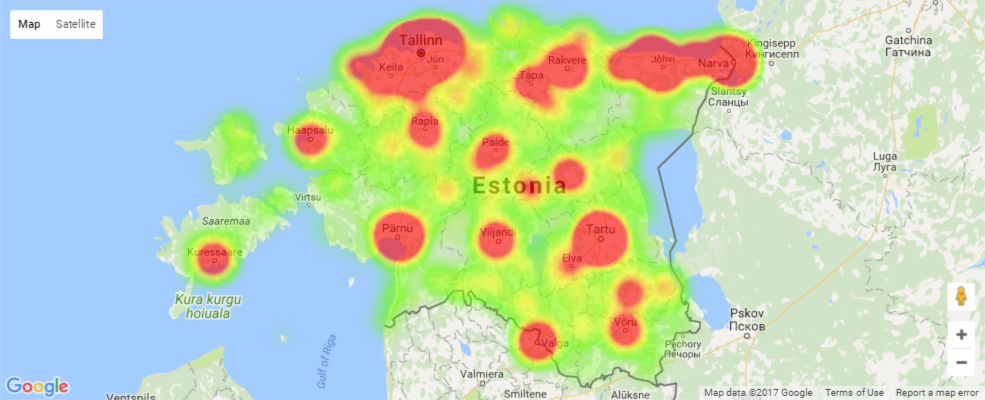 Map Satellite
Tallinn
Keila
Jüri
Rakvere
Tapa
Jõhvi
Narva
Kingisepp
Кингисепп
Gatchina
Гатчина
Slantsy
Сланцы
Haapsalu
Rapla
Paide
Luga
Луга
Estonia
Virtsu
Saaremaa
Pärnu
Viljandi
Tartu
Kuressaare
Elva
Kura kurgu
hoiuala
Võru
Pskov
Псков
Gulf of Riga
Valga
Pechory
Печоры
Valmiera
Smiltene
Alūksne
Ventspils
Google
Map data ©2017 Google
Terms of Use
Report a map error